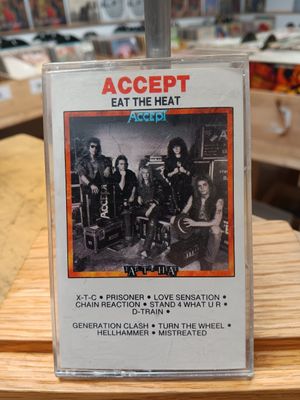 ACCEPT
EAT THE HEAT
Accept
ACCEPT
X-T-C • PRISONER • LOVE SENSATION •
CHAIN REACTION • STAND 4 WHAT U R •
D-TRAIN •
GENERATION CLASH • TURN THE WHEEL •
HELLHAMMER • MISTREATED